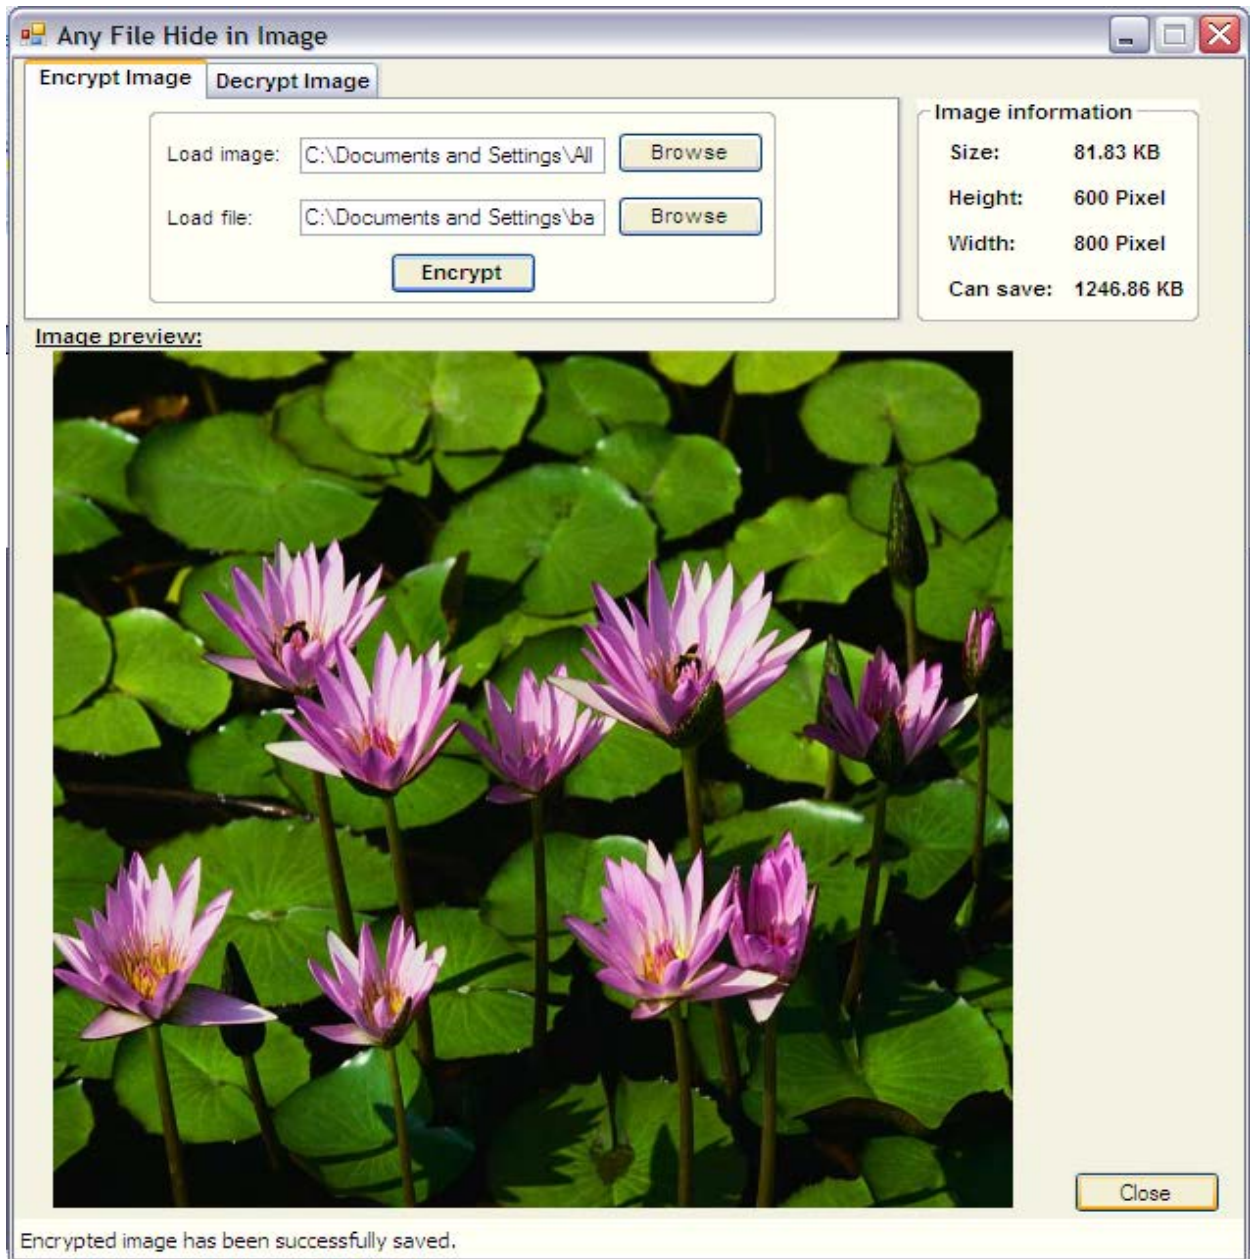 Any File Hide in Image
Encrypt Image
Decrypt Image
Load image:
C:\Documents and Settings\All
Browse
Load file:
C:\Documents and Settings\ba
Browse
Encrypt
Image information
Size: 81.83 KB
Height: 600 Pixel
Width: 800 Pixel
Can save: 1246.86 KB
Image preview:
Close
Encrypted image has been successfully saved.